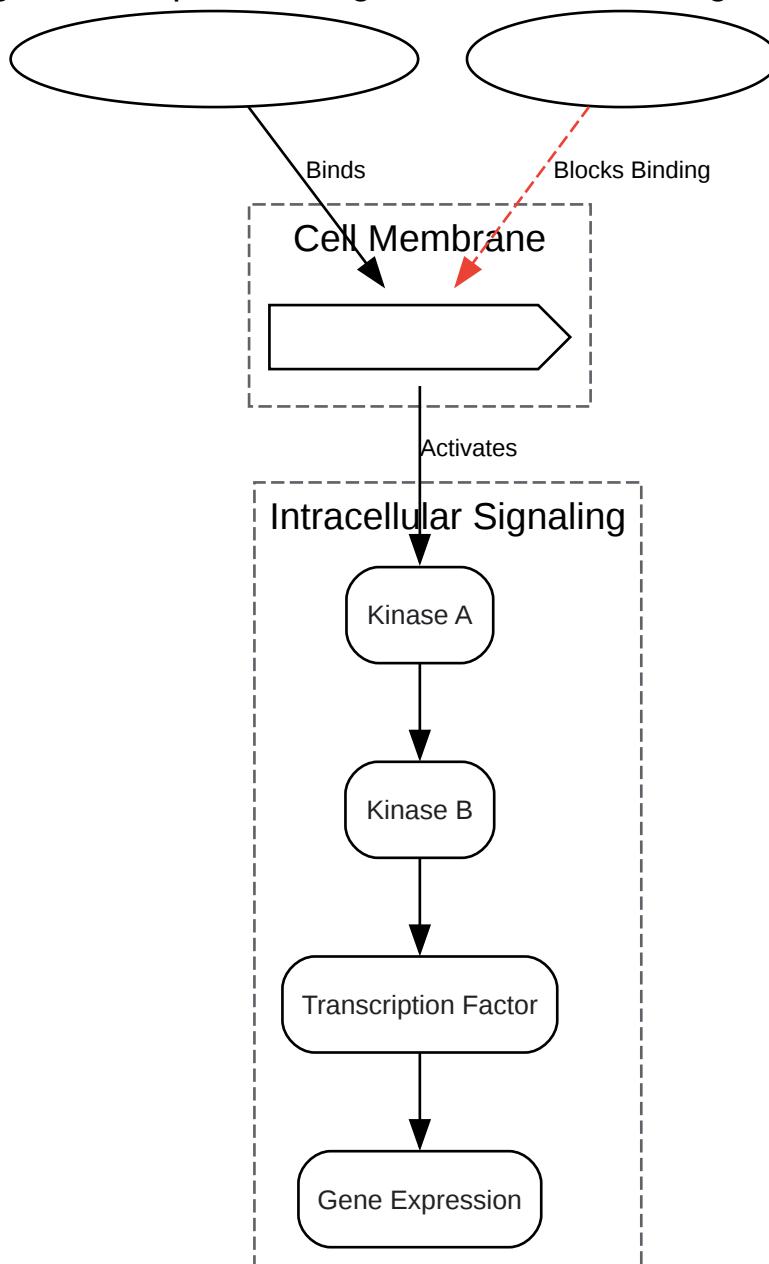 Binds
Blocks Binding
Cell Membrane
Activates
Intracellular Signaling
Kinase A
Kinase B
Transcription Factor
Gene Expression